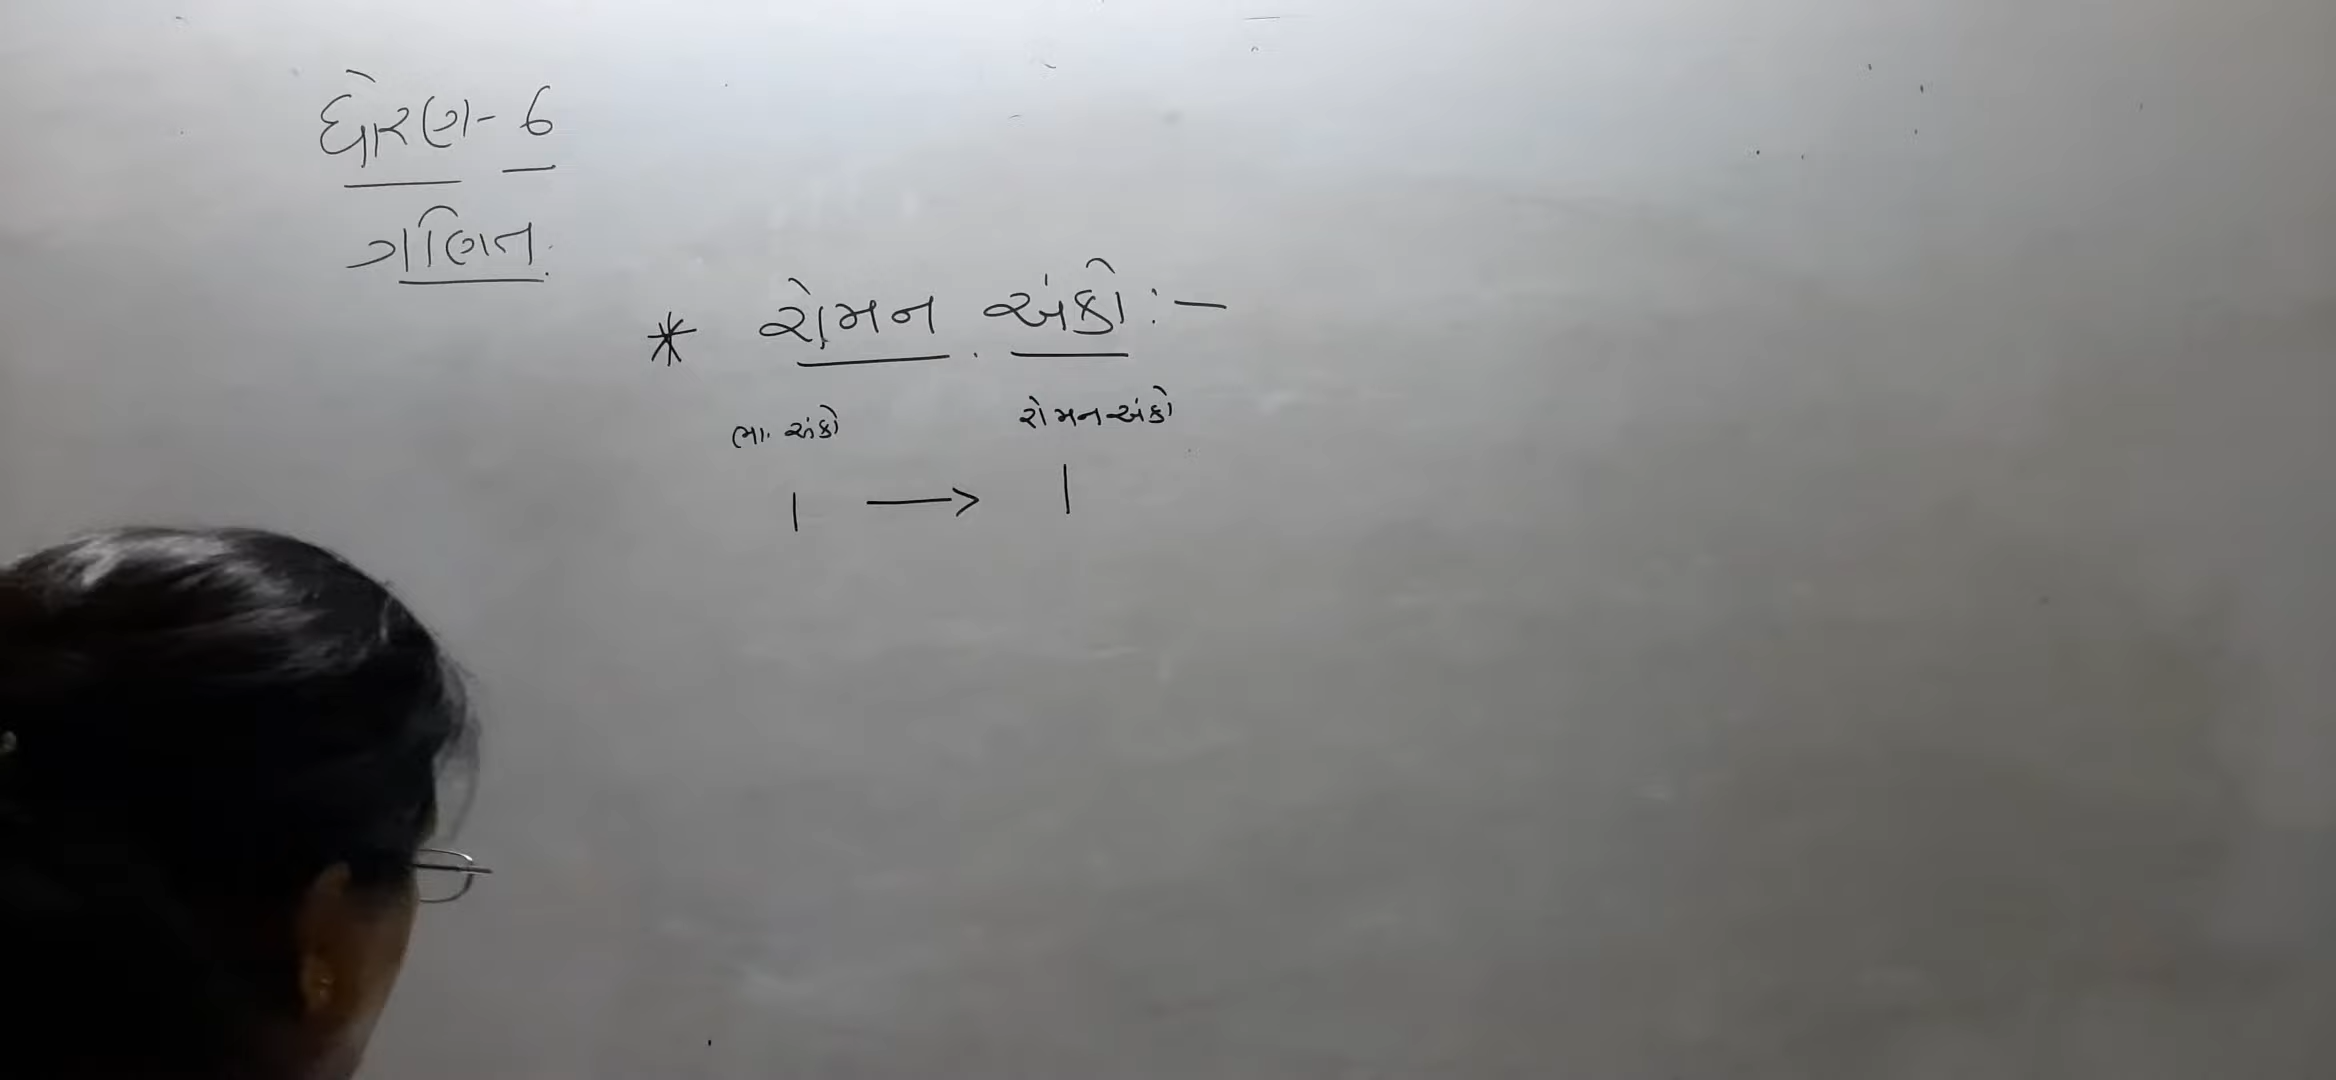 ધોરણ- 6
ગણિત.
* રોમન અંકો :-
ભા. અંકો રોમન અંકો
1 → I